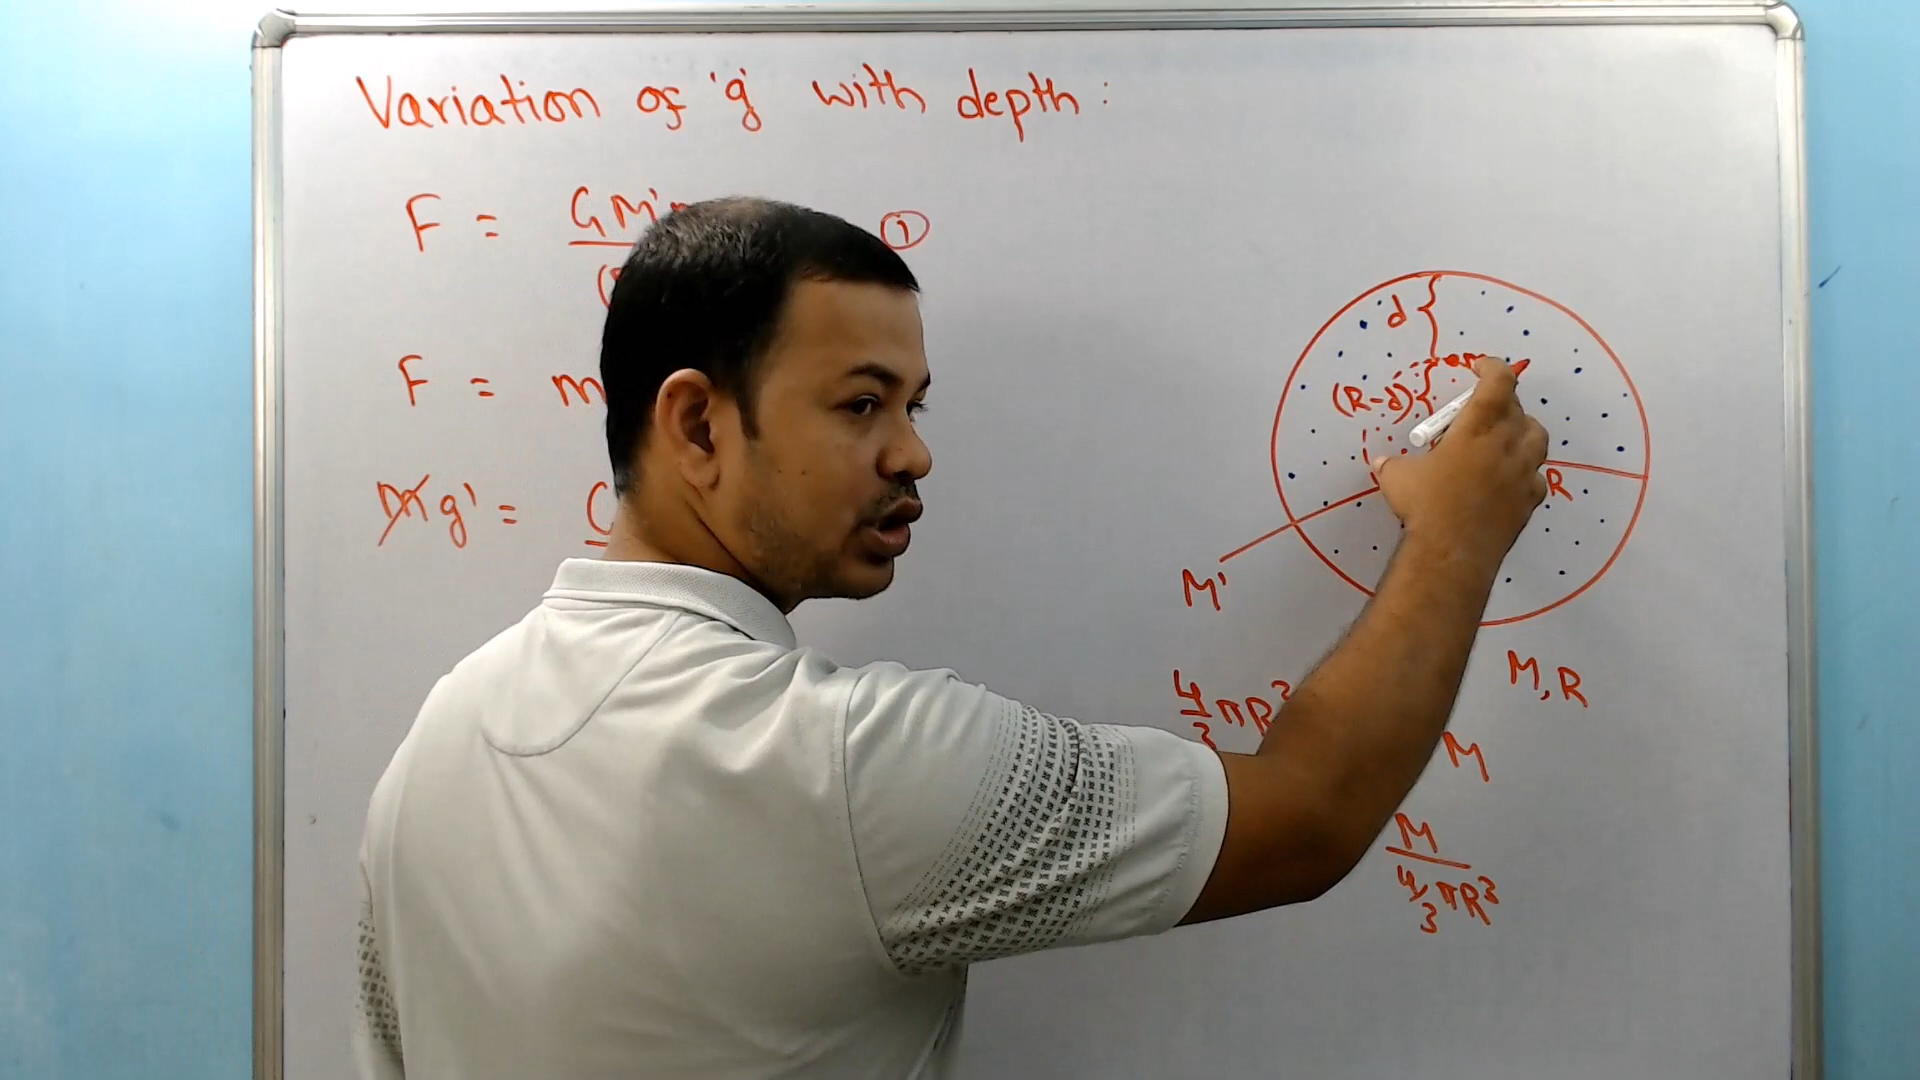 Variation of 'g' with depth :
F = GM'
①
F = m
mg' =
d
(R-d)
R
M'
M, R
4/3 πR³
M
M
4/3 πR³